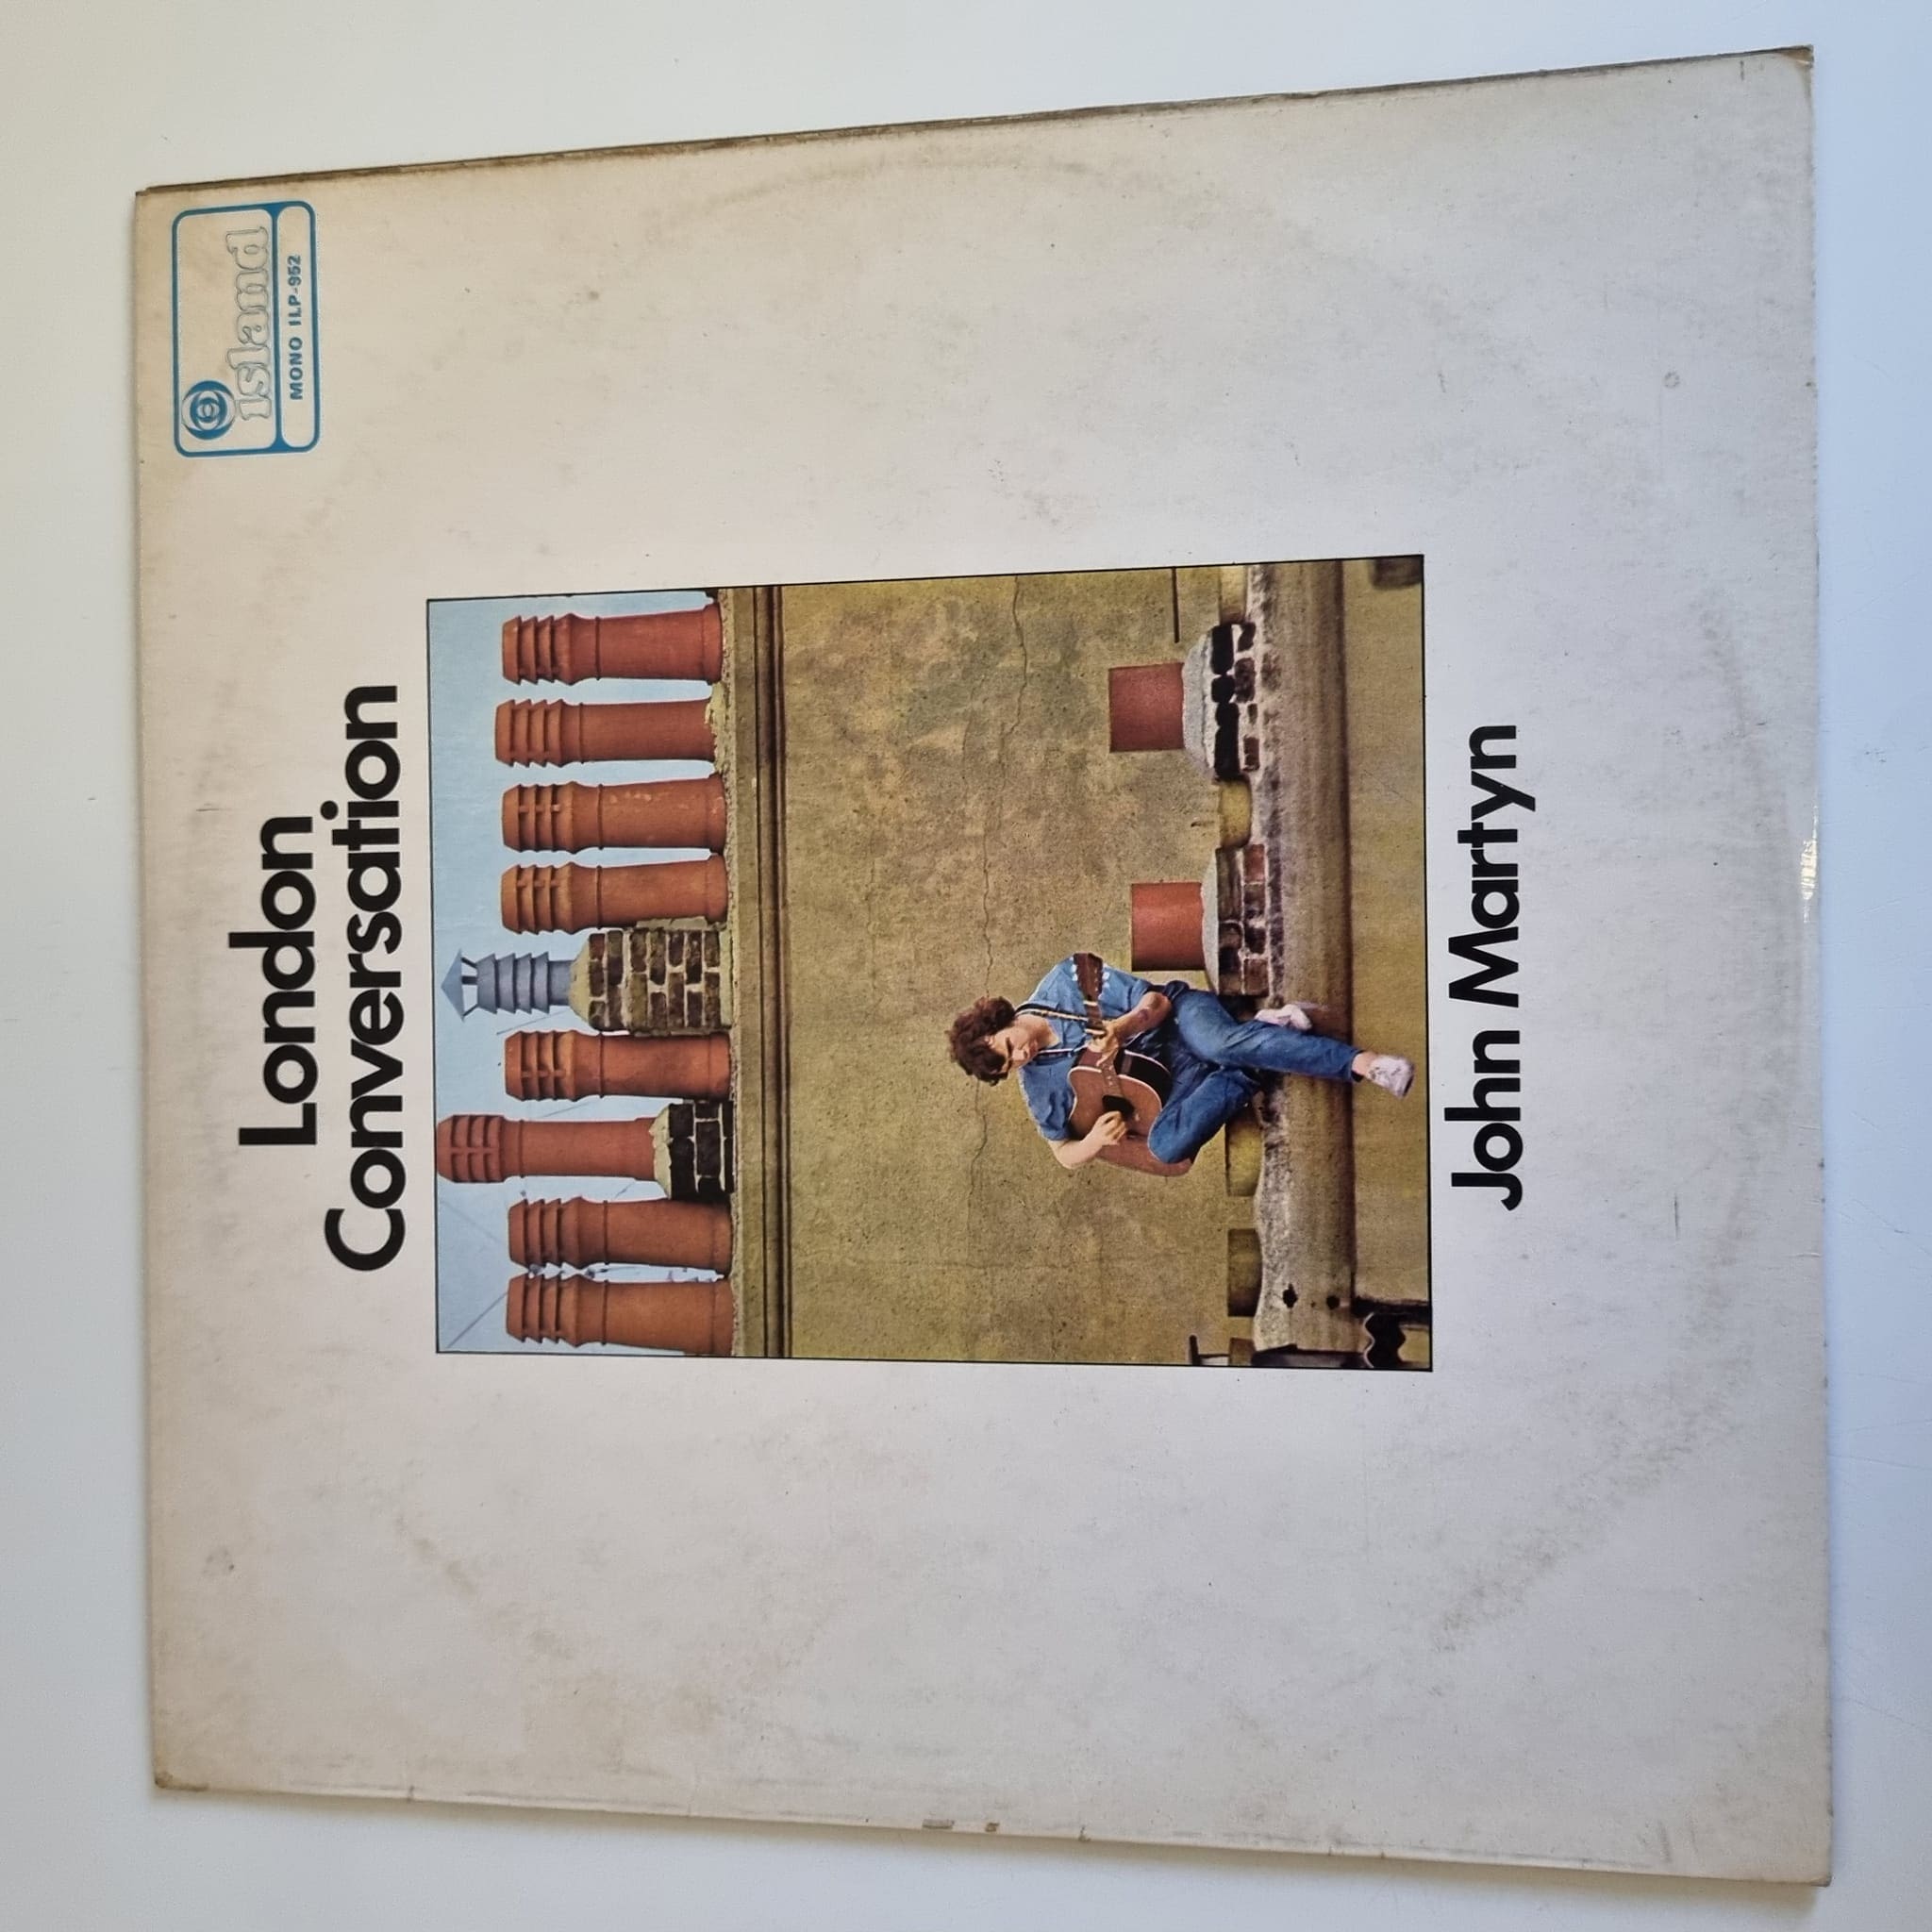 Island
MONO ILP-952
London
Conversation
John Martyn